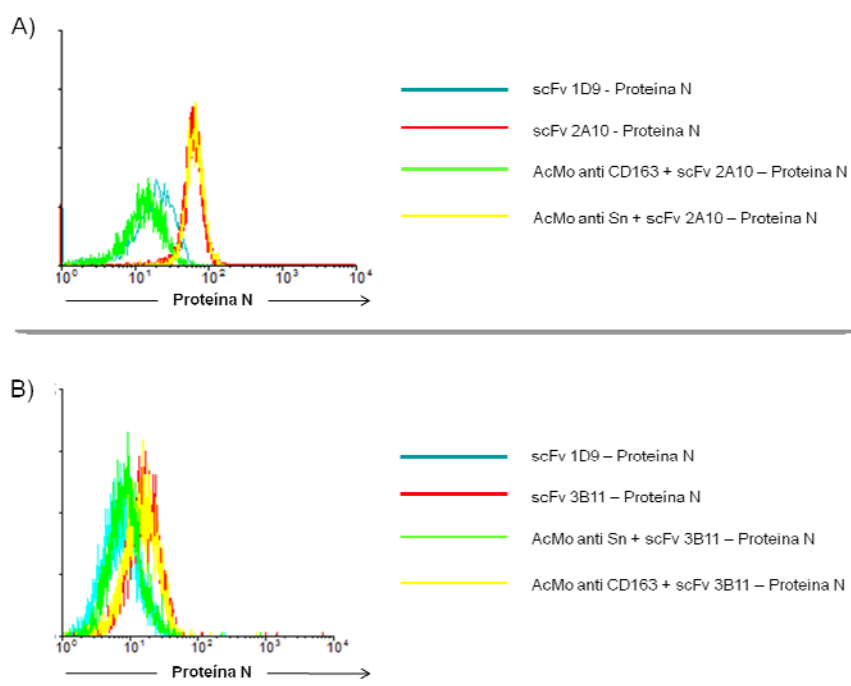 A)
scFv 1D9 - Proteína N
scFv 2A10 - Proteína N
AcMo anti CD163 + scFv 2A10 – Proteína N
AcMo anti Sn + scFv 2A10 – Proteína N
10⁰ 10¹ 10² 10³ 10⁴
Proteína N
B)
scFv 1D9 – Proteína N
scFv 3B11 – Proteína N
AcMo anti Sn + scFv 3B11 – Proteína N
AcMo anti CD163 + scFv 3B11 – Proteína N
10⁰ 10¹ 10² 10³ 10⁴
Proteína N